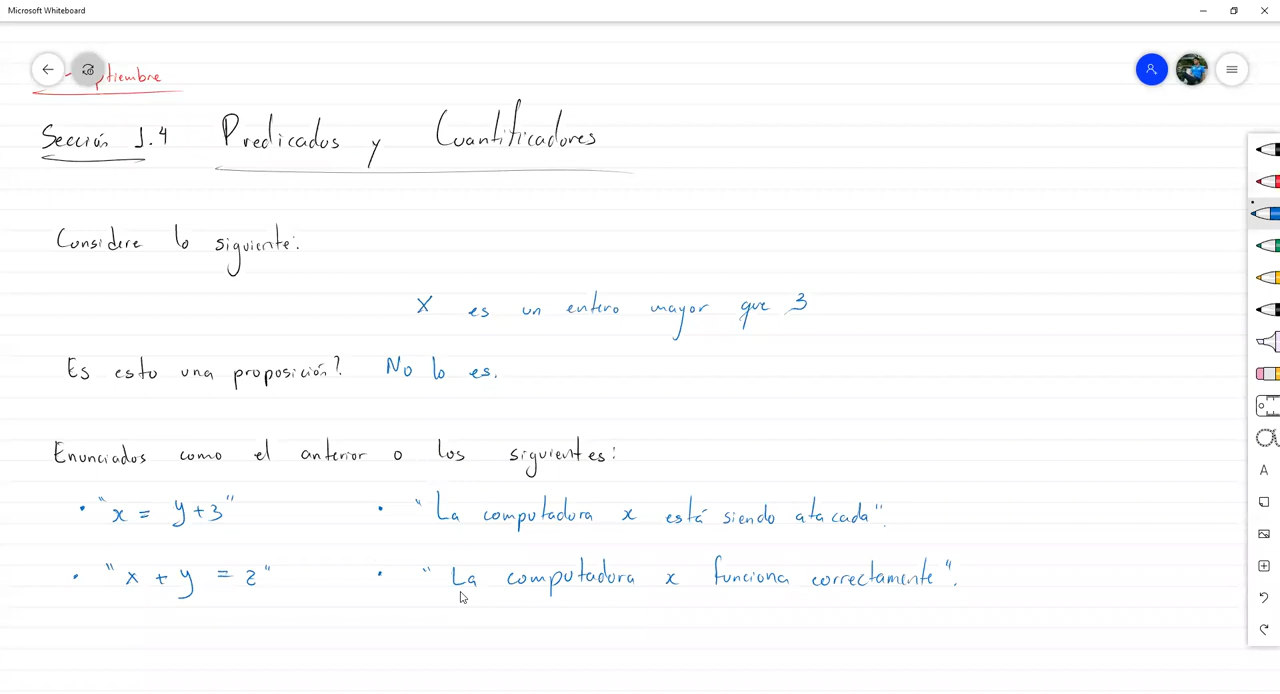 Microsoft Whiteboard
Sección 1.4 Predicados y Cuantificadores
Considere lo siguiente:
X es un entero mayor que 3
Es esto una proposición? No lo es.
Enunciados como el anterior o los siguientes:
• "x = y + 3" • "La computadora x está siendo atacada".
• "x + y = z" • "La computadora x funciona correctamente".
A